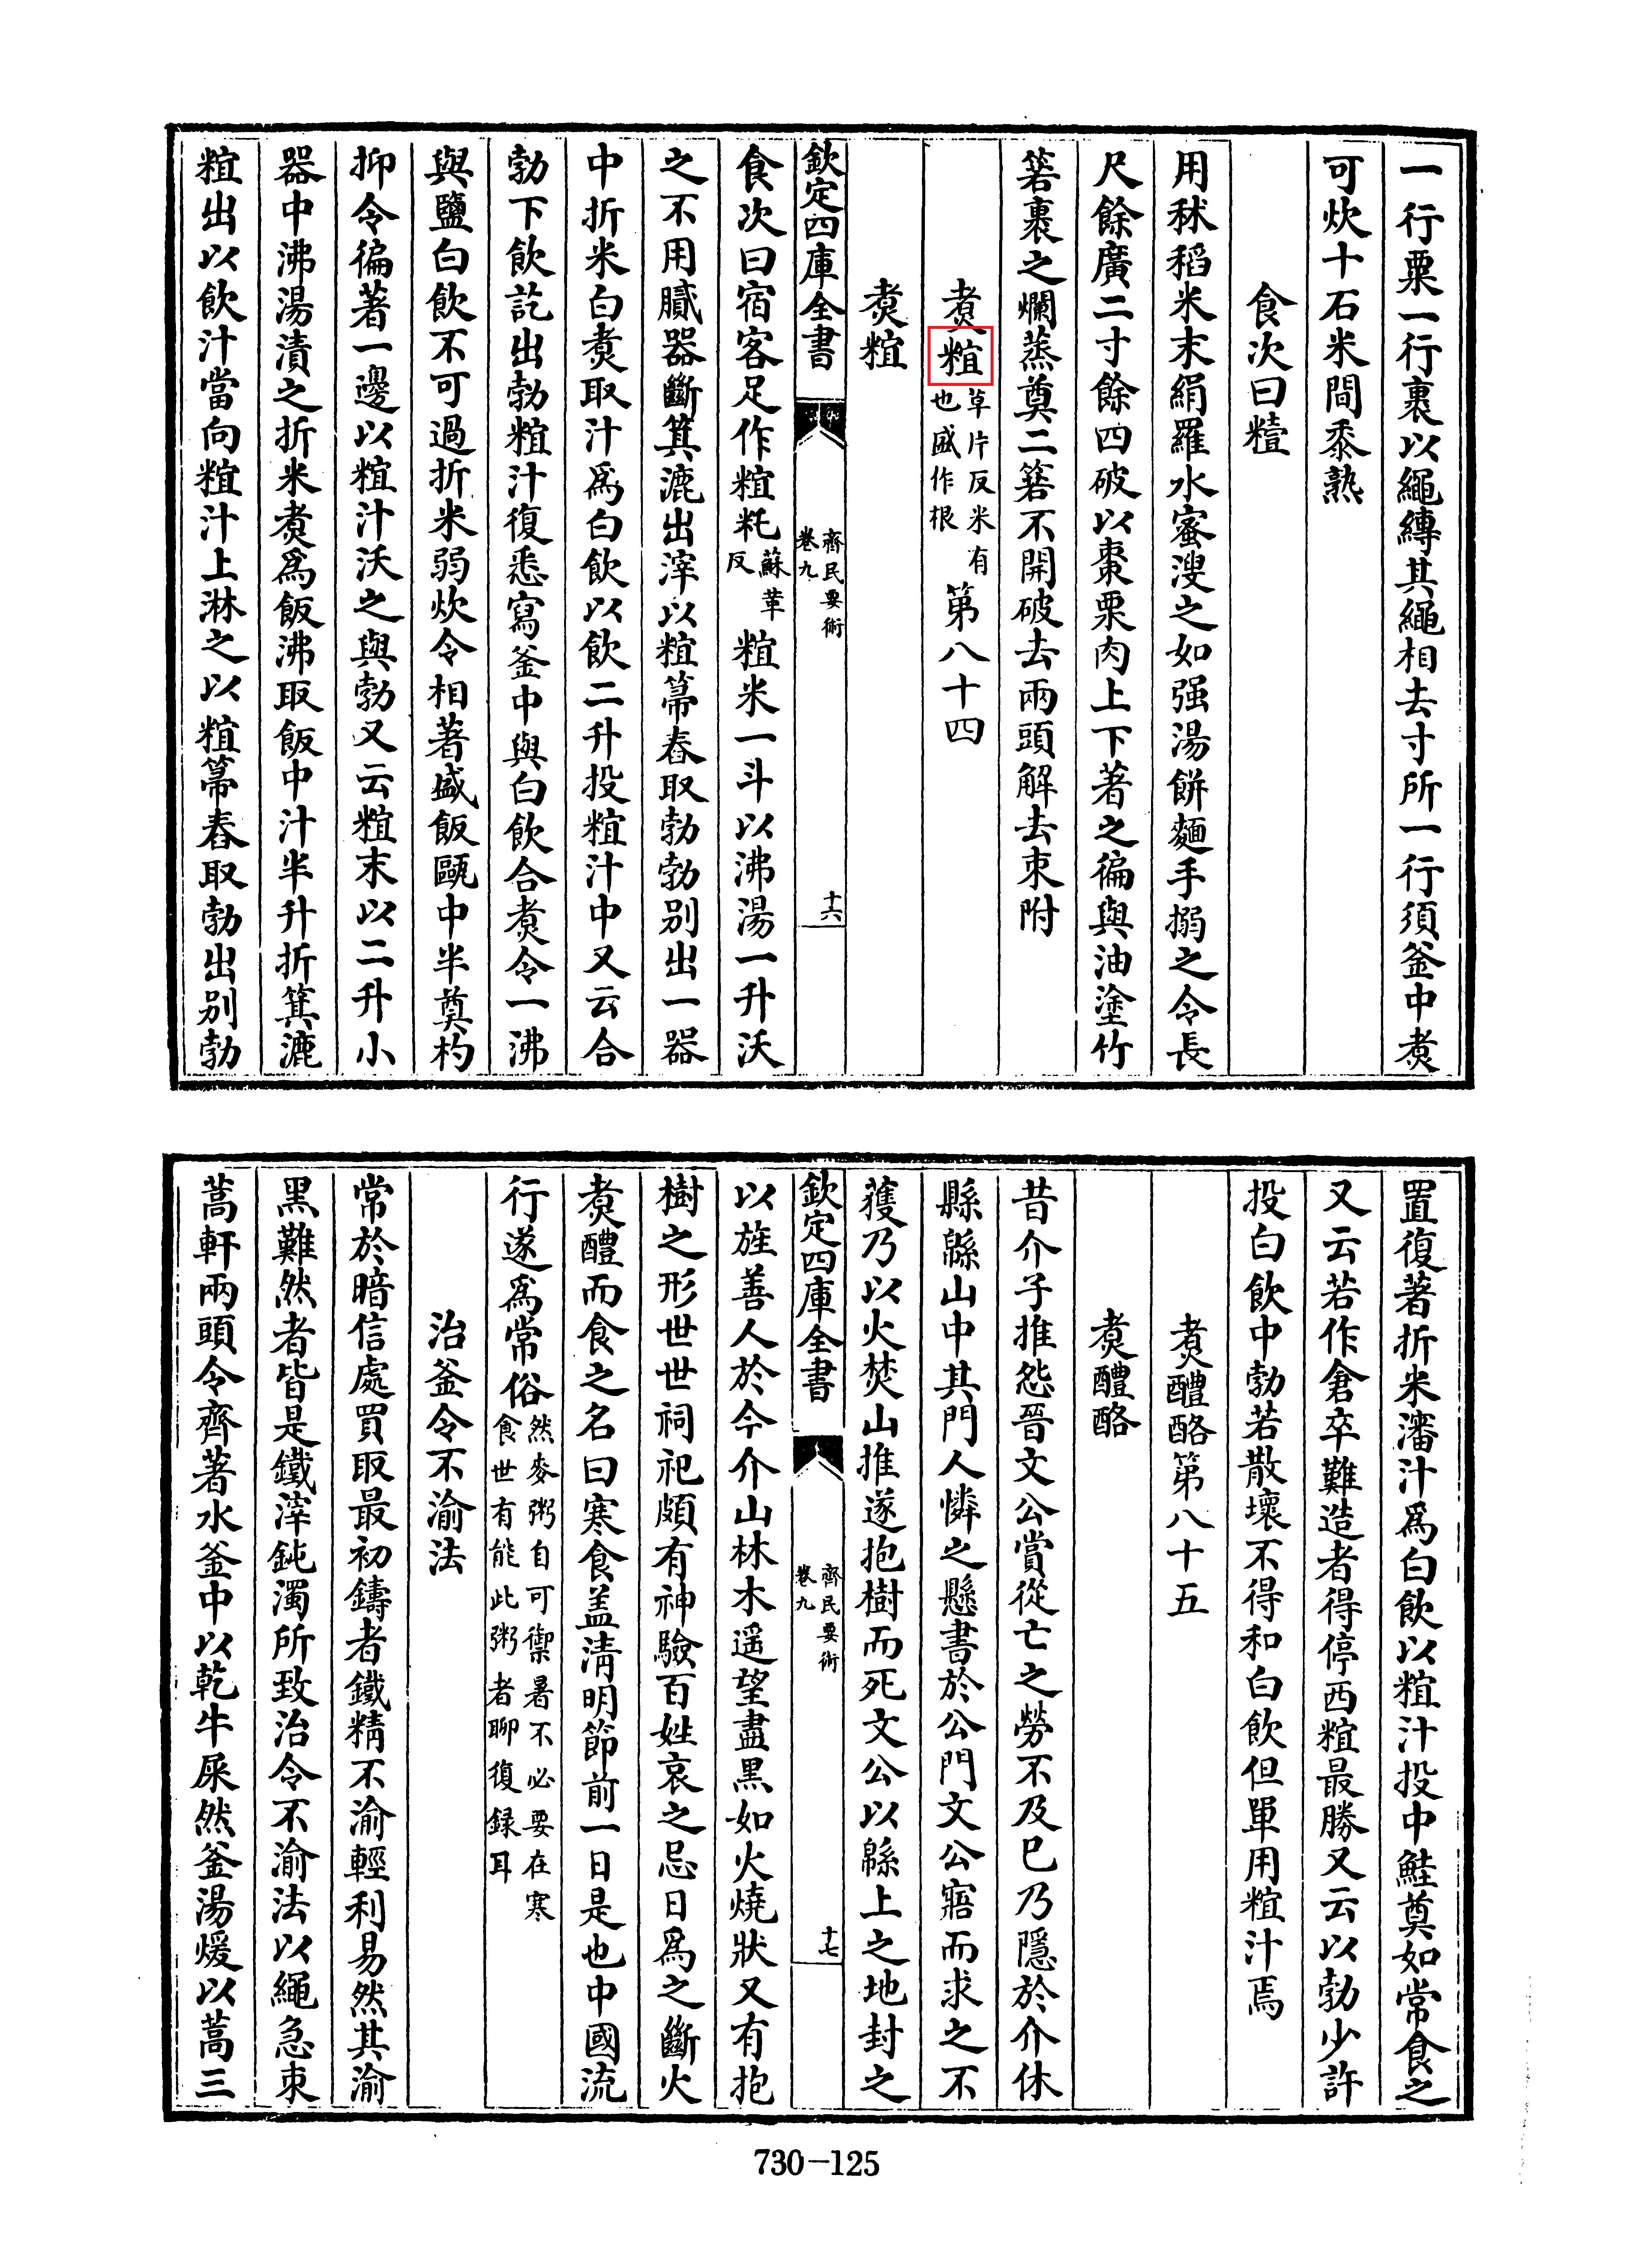 一行粟一行裹以繩縳其繩相去寸所一行須釜中煑
可炊十石米間黍熟
食次曰糦
用秫稻米末絹羅水蜜溲之如强湯餅麵手搦之令長
尺餘廣二寸餘四破以棗栗肉上下著之徧與油塗竹
箬裹之爛蒸奠二箬不開破去兩頭解去束附
煑䊎草片反米有也盛作根第八十四
煑䊎
欽定四庫全書
齊民要術
卷九
十六
食次曰宿客足作䊎粍蘇葦反䊎米一斗以沸湯一升沃
之不用膩器斷箕漉出滓以䊎箒舂取勃勃别出一器
中折米白煑取汁爲白飲以飲二升投䊎汁中又云合
勃下飲訖出勃䊎汁復悉寫釜中與白飲合煑令一沸
與鹽白飲不可過折米弱炊令相著盛飯甌中半奠杓
抑令徧著一邊以䊎汁沃之與勃又云䊎末以二升小
器中沸湯漬之折米煑爲飯沸取飯中汁半升折箕漉
䊎出以飲汁當向䊎汁上淋之以䊎箒舂取勃出别勃
置復著折米瀋汁爲白飲以䊎汁投中鮭奠如常食之
又云若作倉卒難造者得停西䊎最勝又云以勃少許
投白飲中勃若散壞不得和白飲但單用䊎汁焉
煑醴酪第八十五
煑醴酪
昔介子推怨晉文公賞從亡之勞不及已乃隱於介休
縣緜山中其門人憐之懸書於公門文公寤而求之不
獲乃以火焚山推遂抱樹而死文公以緜上之地封之
欽定四庫全書
齊民要術
卷九
十七
以旌善人於今介山林木遥望盡黑如火燒狀又有抱
樹之形世世祠祀頗有神驗百姓哀之忌日爲之斷火
煑醴而食之名曰寒食盖淸明節前一日是也中國流
行遂爲常俗然麥粥自可禦暑不必要在寒食世有能此粥者聊復録耳
治釜令不渝法
常於暗信處買取最初鑄者鐵精不渝輕利易然其渝
黑難然者皆是鐵滓鈍濁所致治令不渝法以繩急束
蒿軒兩頭令齊著水釜中以乾牛屎然釜湯煖以蒿三
730-125